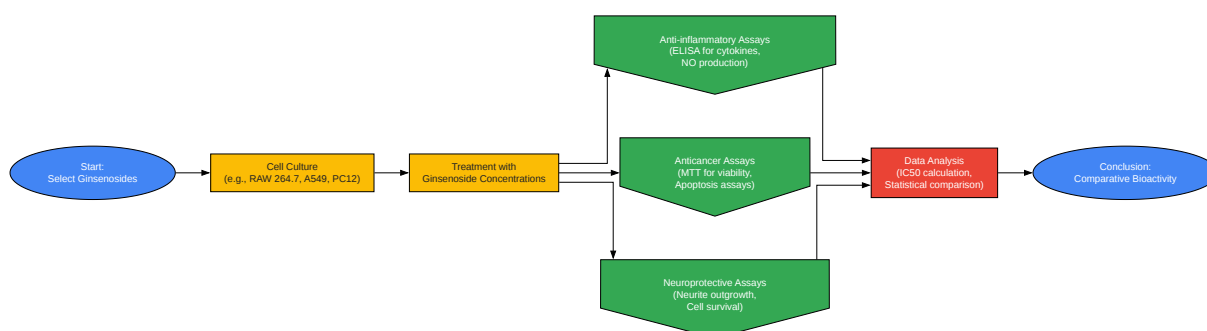 Start:
Select Ginsenosides
Cell Culture
(e.g., RAW 264.7, A549, PC12)
Treatment with
Ginsenoside Concentrations
Anti-inflammatory Assays
(ELISA for cytokines,
NO production)
Anticancer Assays
(MTT for viability,
Apoptosis assays)
Neuroprotective Assays
(Neurite outgrowth,
Cell survival)
Data Analysis
(IC50 calculation,
Statistical comparison)
Conclusion:
Comparative Bioactivity